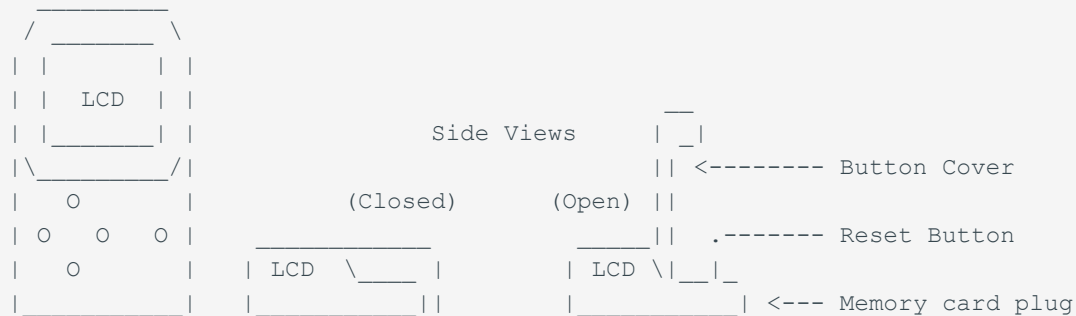 LCD
Side Views
<-------- Button Cover
O (Closed) (Open)
O O O .------- Reset Button
O LCD LCD
<--- Memory card plug